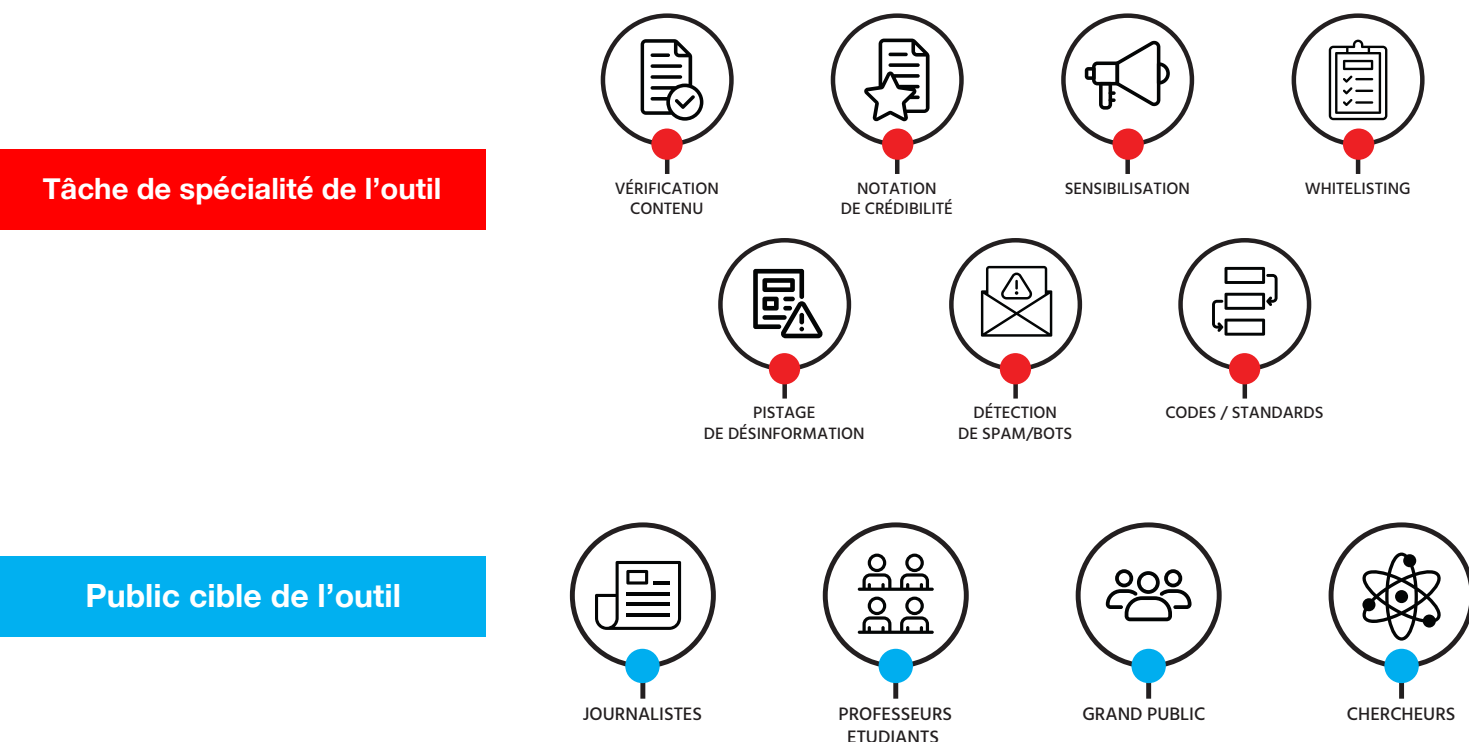 Tâche de spécialité de l’outil
VÉRIFICATION
CONTENU
NOTATION
DE CRÉDIBILITÉ
SENSIBILISATION
WHITELISTING
PISTAGE
DE DÉSINFORMATION
DÉTECTION
DE SPAM/BOTS
CODES / STANDARDS
Public cible de l’outil
JOURNALISTES
PROFESSEURS
ETUDIANTS
GRAND PUBLIC
CHERCHEURS